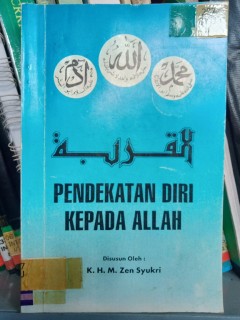 آدم
الله
محمد
القربة
PENDEKATAN DIRI
KEPADA ALLAH
Disusun Oleh :
K. H. M. Zen Syukri